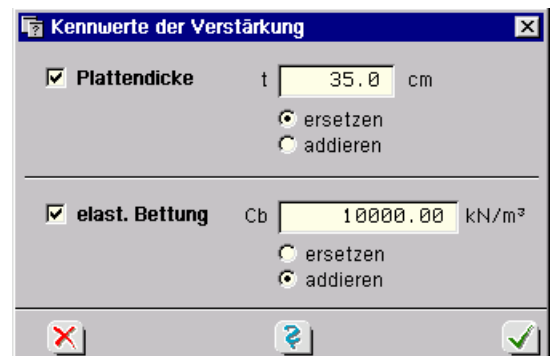 Kennwerte der Verstärkung
Plattendicke t 35.0 cm
ersetzen
addieren
elast. Bettung Cb 10000.00 kN/m³
ersetzen
addieren